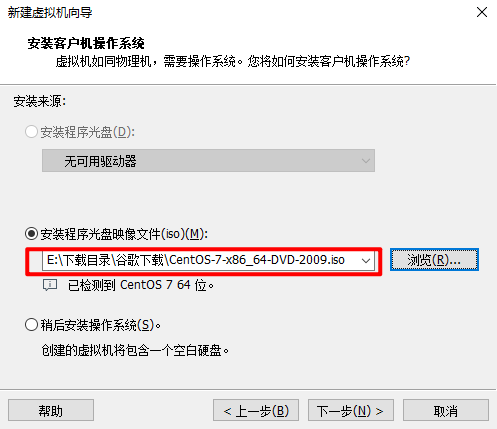 新建虚拟机向导
安装客户机操作系统
虚拟机如同物理机，需要操作系统。您将如何安装客户机操作系统?
安装来源:
安装程序光盘(D):
无可用驱动器
安装程序光盘映像文件(iso)(M):
E:\下载目录\谷歌下载\CentOS-7-x86_64-DVD-2009.iso
浏览(R)...
已检测到 CentOS 7 64 位。
稍后安装操作系统(S)。
创建的虚拟机将包含一个空白硬盘。
帮助
< 上一步(B)
下一步(N) >
取消